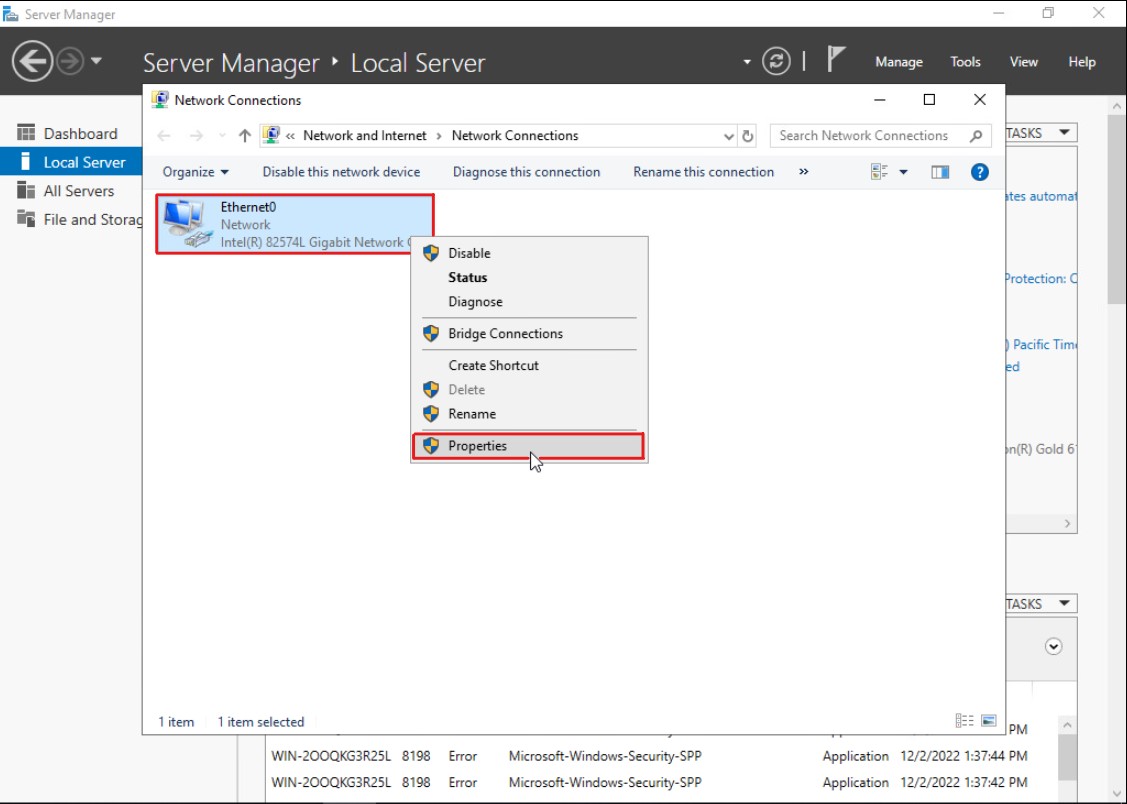 Server Manager
Server Manager ‣ Local Server
Manage Tools View Help
Dashboard
Local Server
All Servers
File and Storag
Network Connections
« Network and Internet › Network Connections
Search Network Connections
Organize
Disable this network device
Diagnose this connection
Rename this connection
»
Ethernet0
Network
Intel(R) 82574L Gigabit Network
Disable
Status
Diagnose
Bridge Connections
Create Shortcut
Delete
Rename
Properties
1 item 1 item selected
TASKS
ates automat
Protection: C
) Pacific Time
ed
on(R) Gold 61
TASKS
PM
WIN-2OOQKG3R25L 8198 Error Microsoft-Windows-Security-SPP Application 12/2/2022 1:37:44 PM
WIN-2OOQKG3R25L 8198 Error Microsoft-Windows-Security-SPP Application 12/2/2022 1:37:42 PM